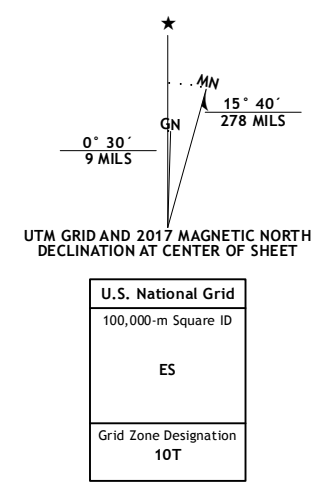 MN
15° 40´
278 MILS
GN
0° 30´
9 MILS
UTM GRID AND 2017 MAGNETIC NORTH
DECLINATION AT CENTER OF SHEET
U.S. National Grid
100,000-m Square ID
ES
Grid Zone Designation
10T